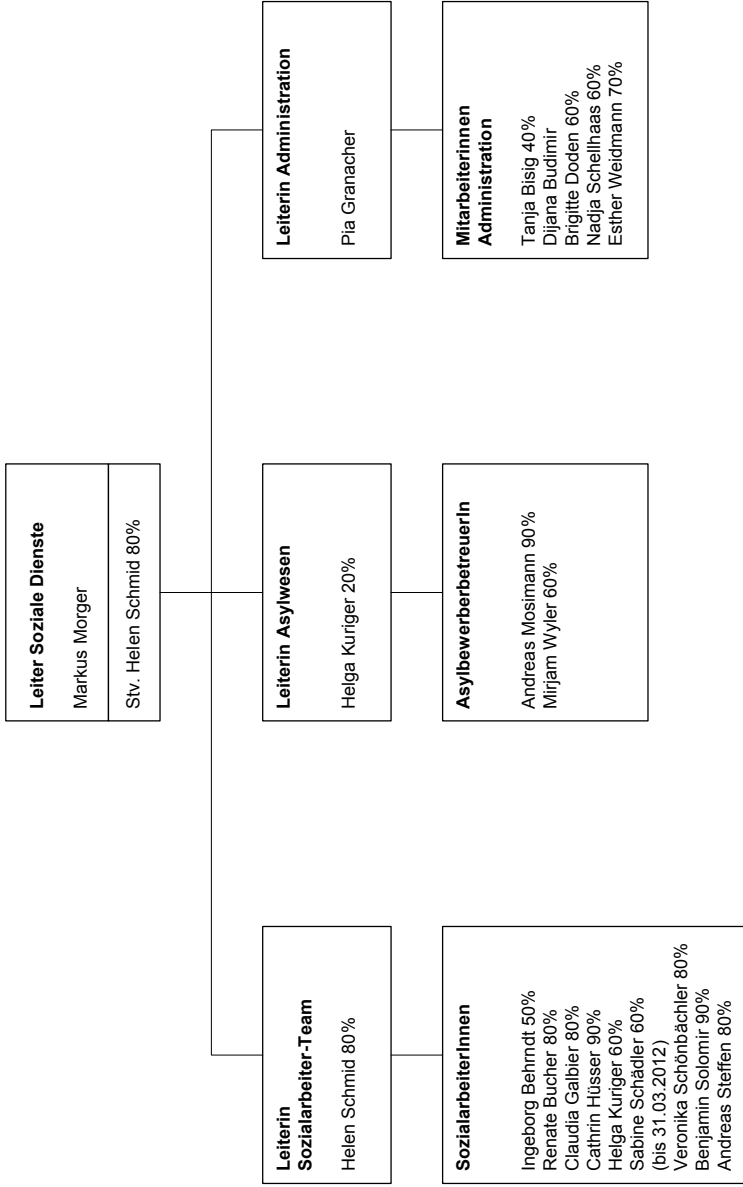 Leiter Soziale Dienste
Markus Morger
Stv. Helen Schmid 80%
Leiterin
Sozialarbeiter-Team
Helen Schmid 80%
Leiterin Asylwesen
Helga Kuriger 20%
Leiterin Administration
Pia Granacher
SozialarbeiterInnen
Ingeborg Behrndt 50%
Renate Bucher 80%
Claudia Galbier 80%
Cathrin Hüsser 90%
Helga Kuriger 60%
Sabine Schädler 60%
(bis 31.03.2012)
Veronika Schönbächler 80%
Benjamin Solomir 90%
Andreas Steffen 80%
AsylbewerberbetreuerIn
Andreas Mosimann 90%
Mirjam Wyler 60%
Mitarbeiterinnen
Administration
Tanja Bisig 40%
Dijana Budimir
Brigitte Doden 60%
Nadja Schellhaas 60%
Esther Weidmann 70%